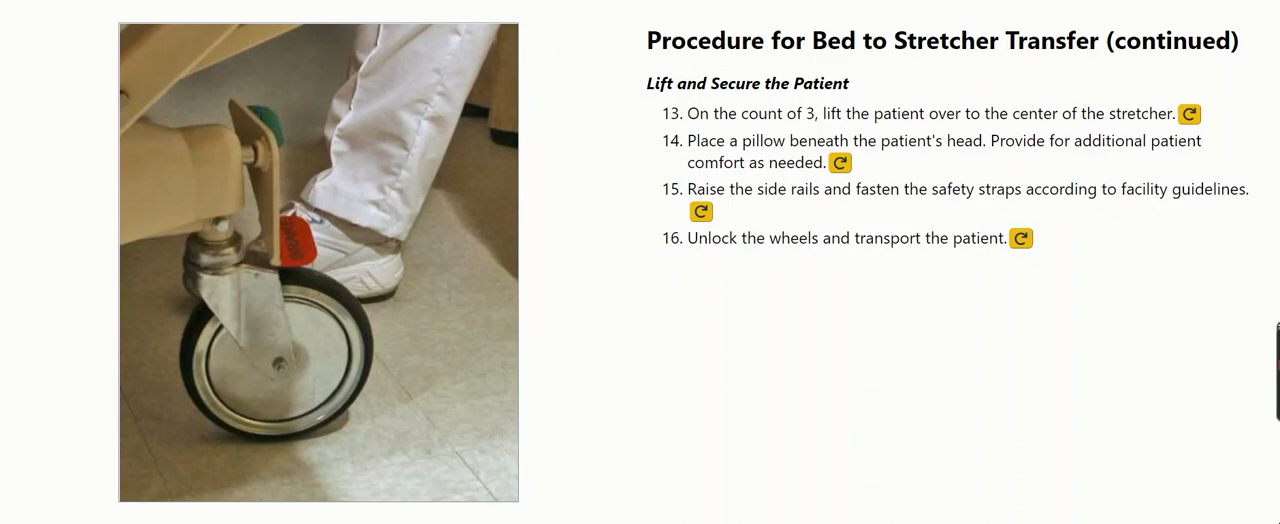 Procedure for Bed to Stretcher Transfer (continued)
Lift and Secure the Patient
13. On the count of 3, lift the patient over to the center of the stretcher.
14. Place a pillow beneath the patient's head. Provide for additional patient
comfort as needed.
15. Raise the side rails and fasten the safety straps according to facility guidelines.
16. Unlock the wheels and transport the patient.
BRAKE